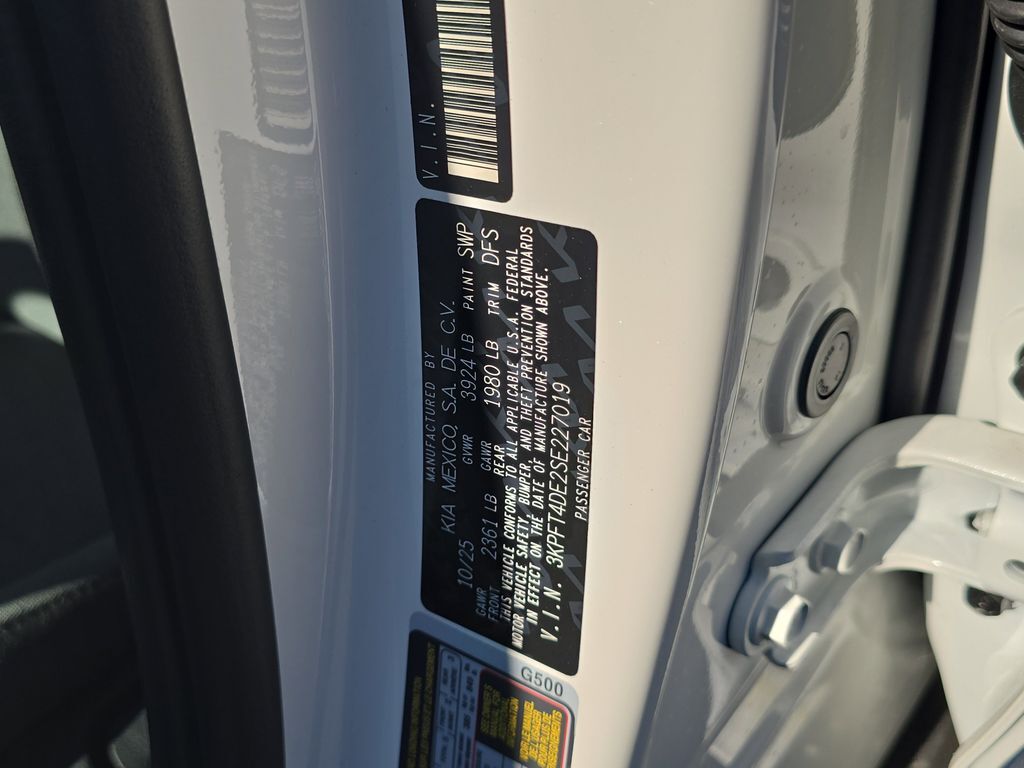 V.I.N.
MANUFACTURED BY
KIA MEXICO, S.A. DE C.V.
10/25 GVWR 3924 LB PAINT SWP
GAWR FRONT 2361 LB GAWR REAR 1980 LB TRIM DFS
THIS VEHICLE CONFORMS TO ALL APPLICABLE U.S.A. FEDERAL
MOTOR VEHICLE SAFETY, BUMPER, AND THEFT PREVENTION STANDARDS
IN EFFECT ON THE DATE OF MANUFACTURE SHOWN ABOVE.
V.I.N. 3KPFT4DE2SE227019
PASSENGER CAR
G500